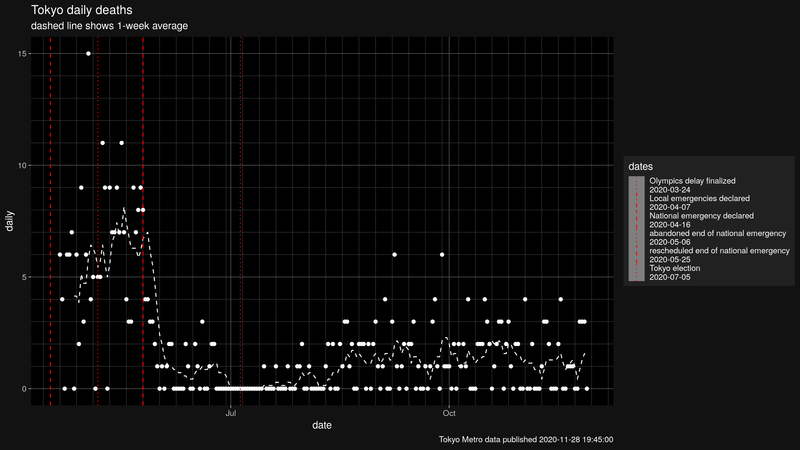 Tokyo daily deaths
dashed line shows 1-week average
15
10
5
0
daily
Jul
Oct
date
Tokyo Metro data published 2020-11-28 19:45:00
dates
Olympics delay finalized
2020-03-24
Local emergencies declared
2020-04-07
National emergency declared
2020-04-16
abandoned end of national emergency
2020-05-06
rescheduled end of national emergency
2020-05-25
Tokyo election
2020-07-05